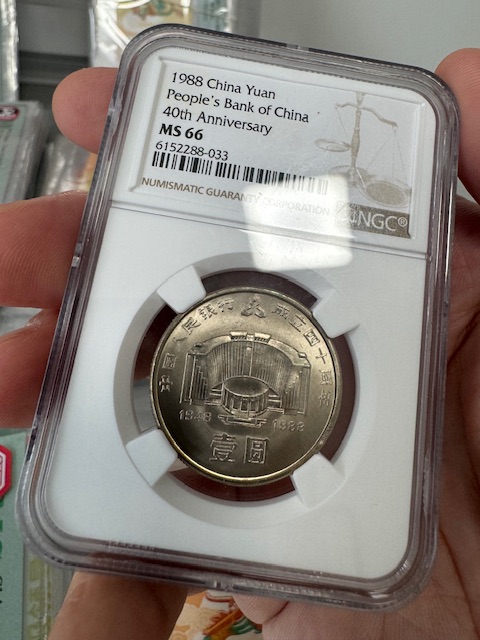 1988 China Yuan
People's Bank of China
40th Anniversary
MS 66
6152288-033
NUMISMATIC GUARANTY CORPORATION
NGC®
中国人民银行 成立四十周年
1948 1988
壹圆